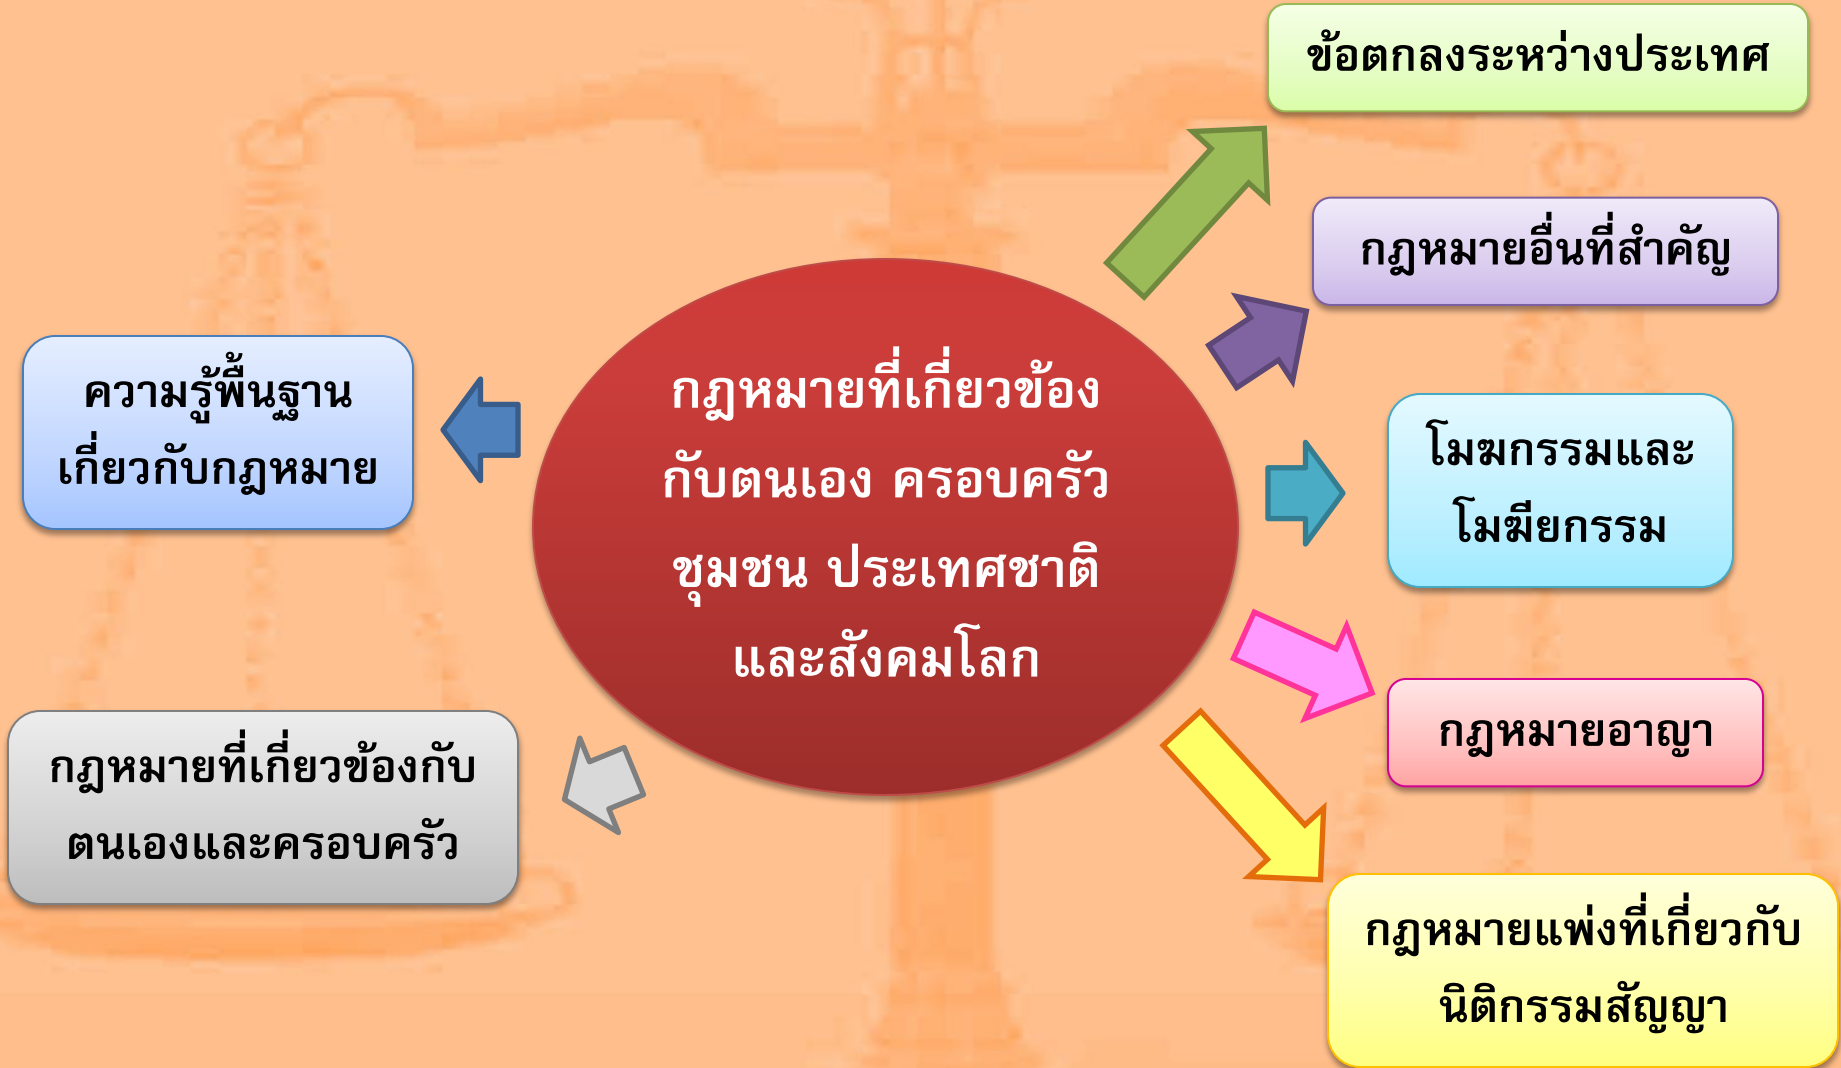 ข้อตกลงระหว่างประเทศ
กฎหมายอื่นที่สำคัญ
ความรู้พื้นฐาน
เกี่ยวกับกฎหมาย
กฎหมายที่เกี่ยวข้อง
กับตนเอง ครอบครัว
ชุมชน ประเทศชาติ
และสังคมโลก
โมฆกรรมและ
โมฆียกรรม
กฎหมายอาญา
กฎหมายที่เกี่ยวข้องกับ
ตนเองและครอบครัว
กฎหมายแพ่งที่เกี่ยวกับ
นิติกรรมสัญญา